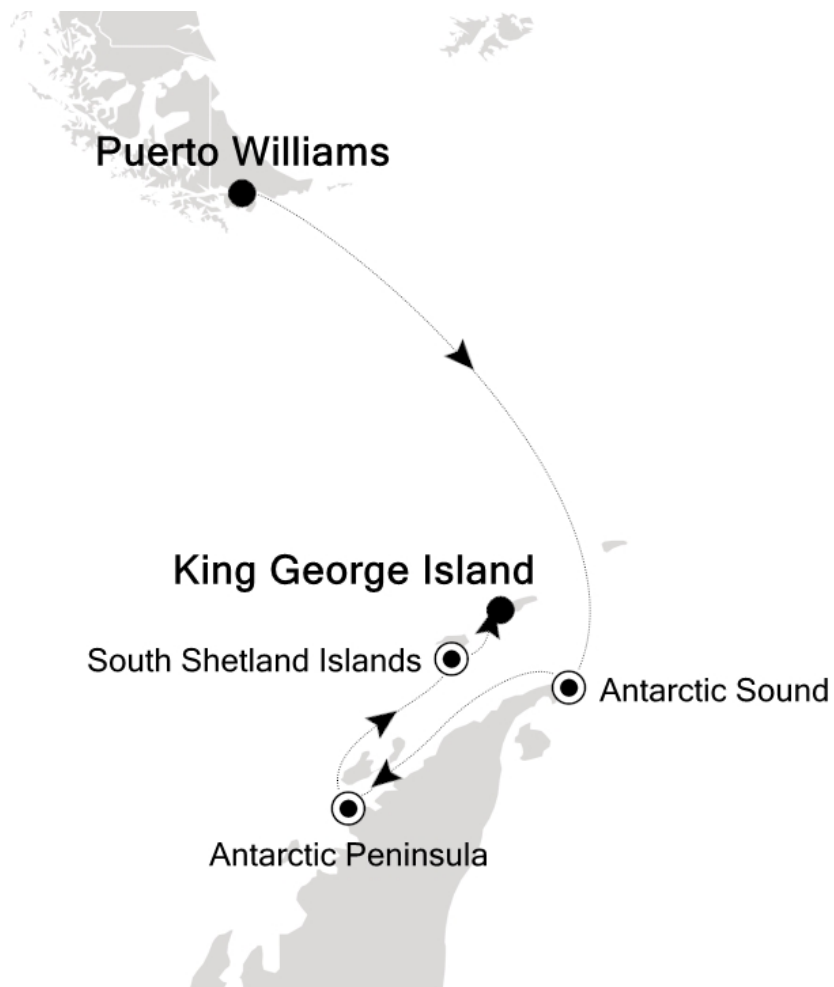 Puerto Williams
King George Island
South Shetland Islands
Antarctic Sound
Antarctic Peninsula